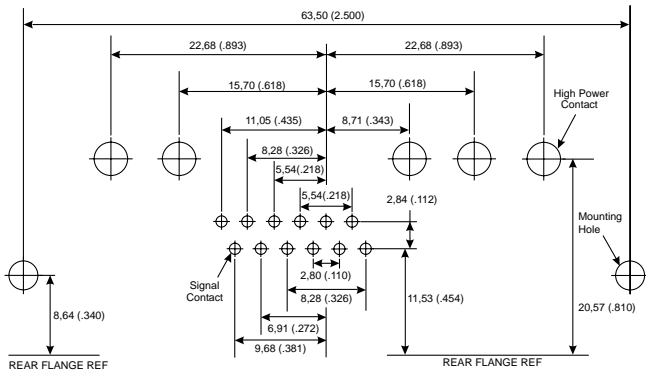 63,50 (2.500)
22,68 (.893)
22,68 (.893)
15,70 (.618)
15,70 (.618)
High Power
Contact
11,05 (.435)
8,71 (.343)
8,28 (.326)
5,54(.218)
5,54(.218)
2,84 (.112)
Mounting
Hole
Signal
Contact
2,80 (.110)
8,28 (.326)
11,53 (.454)
20,57 (.810)
8,64 (.340)
6,91 (.272)
9,68 (.381)
REAR FLANGE REF
REAR FLANGE REF